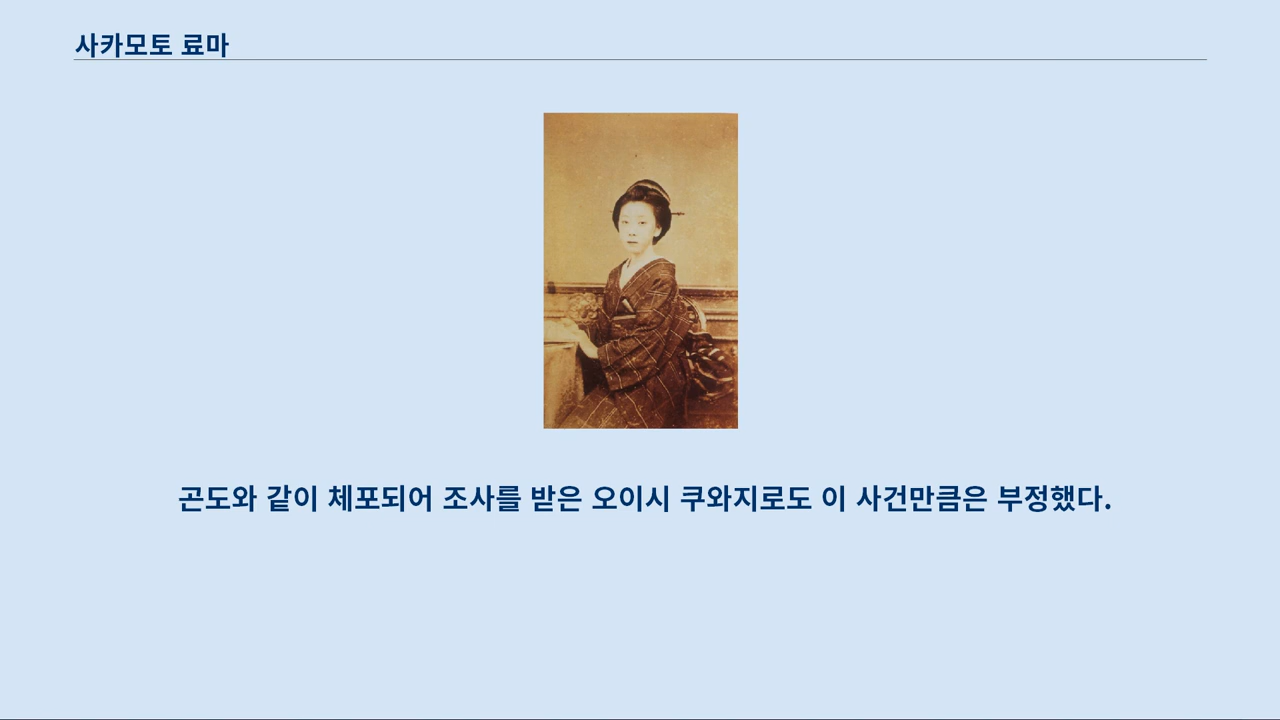 사카모토 료마
곤도와 같이 체포되어 조사를 받은 오이시 쿠와지로도 이 사건만큼은 부정했다.